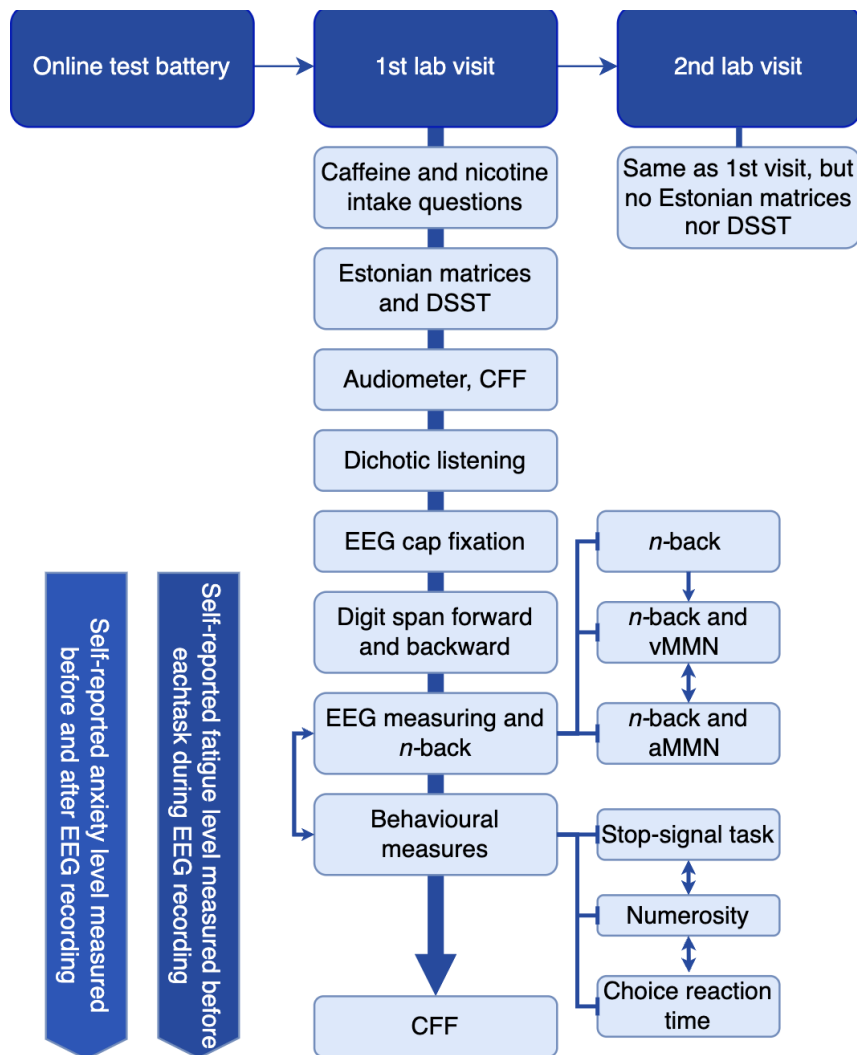 Online test battery
1st lab visit
2nd lab visit
Caffeine and nicotine
intake questions
Same as 1st visit, but
no Estonian matrices
nor DSST
Estonian matrices
and DSST
Audiometer, CFF
Dichotic listening
EEG cap fixation
n-back
Digit span forward
and backward
n-back and
vMMN
EEG measuring and
n-back
n-back and
aMMN
Behavioural
measures
Stop-signal task
Numerosity
Choice reaction
time
CFF
Self-reported anxiety level measured
before and after EEG recording
Self-reported fatigue level measured before
eachtask during EEG recording